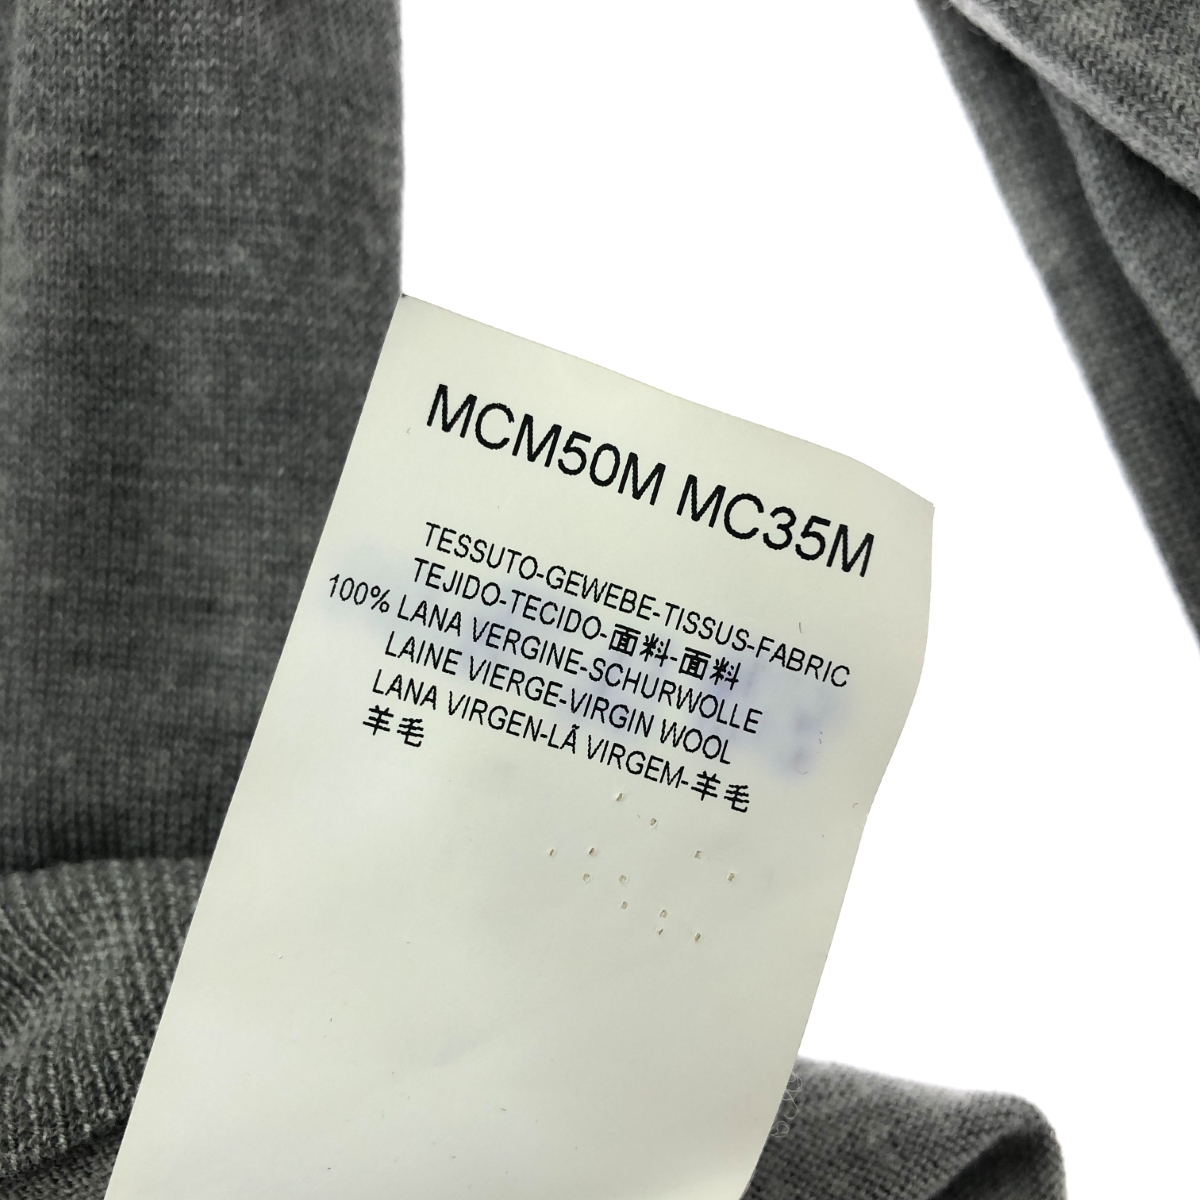 MCM50M MC35M
TESSUTO-GEWEBE-TISSUS-FABRIC
TEJIDO-TECIDO-面料-面料
100% LANA VERGINE-SCHURWOLLE
LAINE VIERGE-VIRGIN WOOL
LANA VIRGEN-LÃ VIRGEM-羊毛
羊毛